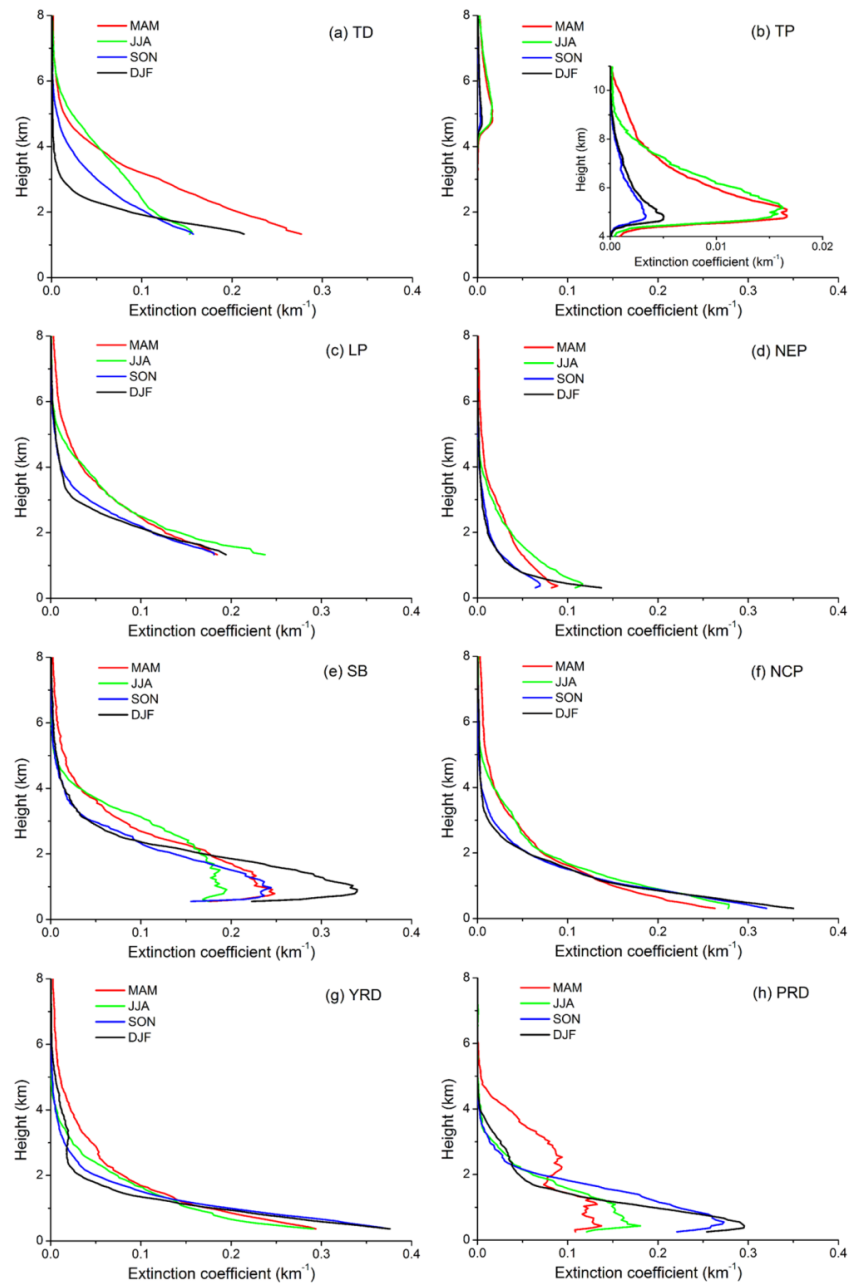 (a) TD
MAM
JJA
SON
DJF
8
6
4
2
0
Height (km)
0.0 0.1 0.2 0.3 0.4
Extinction coefficient (km⁻¹)
(b) TP
MAM
JJA
SON
DJF
8
6
4
2
0
Height (km)
10
8
6
4
Height (km)
0.00 0.01 0.02
Extinction coefficient (km⁻¹)
0.0 0.1 0.2 0.3 0.4
Extinction coefficient (km⁻¹)
(c) LP
MAM
JJA
SON
DJF
8
6
4
2
0
Height (km)
0.0 0.1 0.2 0.3 0.4
Extinction coefficient (km⁻¹)
(d) NEP
MAM
JJA
SON
DJF
8
6
4
2
0
Height (km)
0.0 0.1 0.2 0.3 0.4
Extinction coefficient (km⁻¹)
(e) SB
MAM
JJA
SON
DJF
8
6
4
2
0
Height (km)
0.0 0.1 0.2 0.3 0.4
Extinction coefficient (km⁻¹)
(f) NCP
MAM
JJA
SON
DJF
8
6
4
2
0
Height (km)
0.0 0.1 0.2 0.3 0.4
Extinction coefficient (km⁻¹)
(g) YRD
MAM
JJA
SON
DJF
8
6
4
2
0
Height (km)
0.0 0.1 0.2 0.3 0.4
Extinction coefficient (km⁻¹)
(h) PRD
MAM
JJA
SON
DJF
8
6
4
2
0
Height (km)
0.0 0.1 0.2 0.3 0.4
Extinction coefficient (km⁻¹)